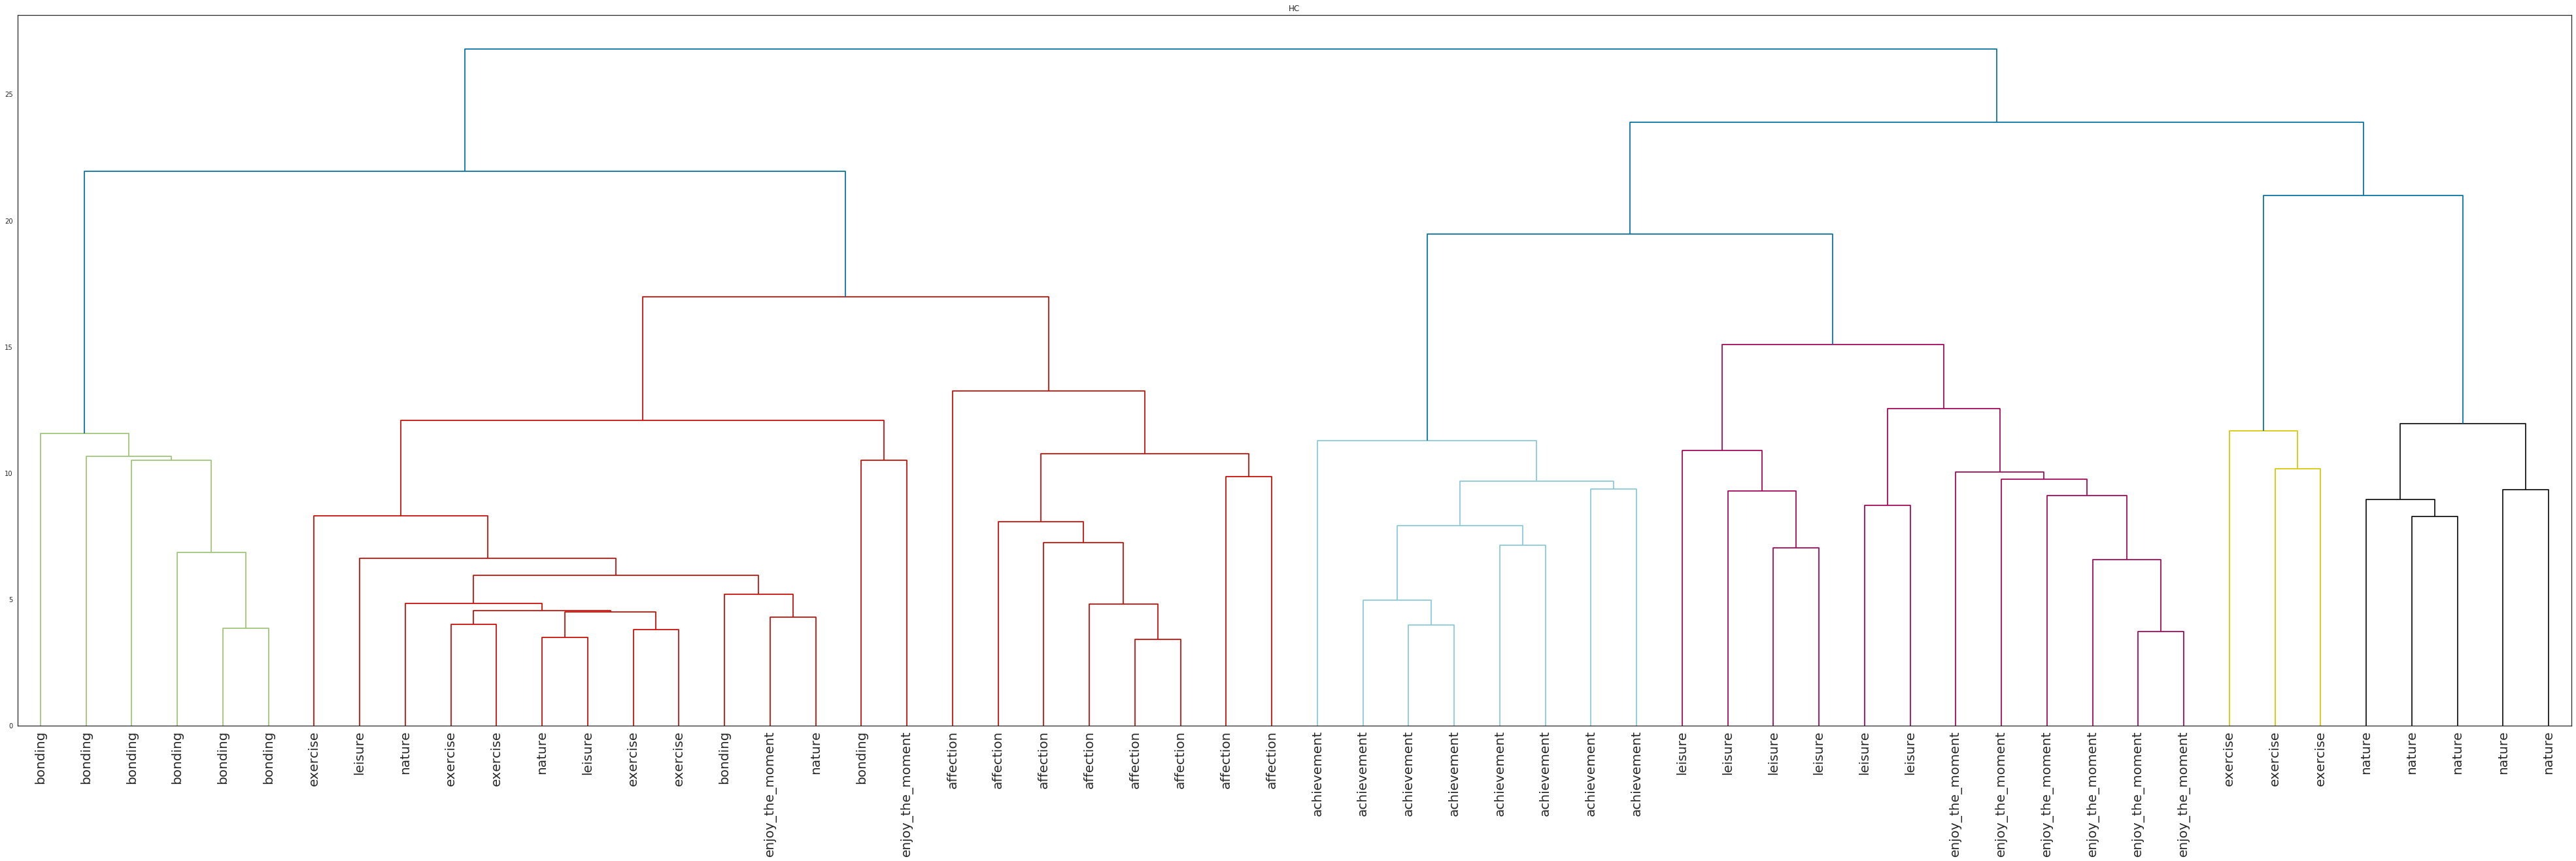 HC
25
20
15
10
5
0
bonding
bonding
bonding
bonding
bonding
bonding
exercise
leisure
nature
exercise
exercise
nature
leisure
exercise
exercise
bonding
enjoy_the_moment
nature
bonding
enjoy_the_moment
affection
affection
affection
affection
affection
affection
affection
affection
achievement
achievement
achievement
achievement
achievement
achievement
achievement
achievement
leisure
leisure
leisure
leisure
leisure
leisure
enjoy_the_moment
enjoy_the_moment
enjoy_the_moment
enjoy_the_moment
enjoy_the_moment
enjoy_the_moment
exercise
exercise
exercise
nature
nature
nature
nature
nature